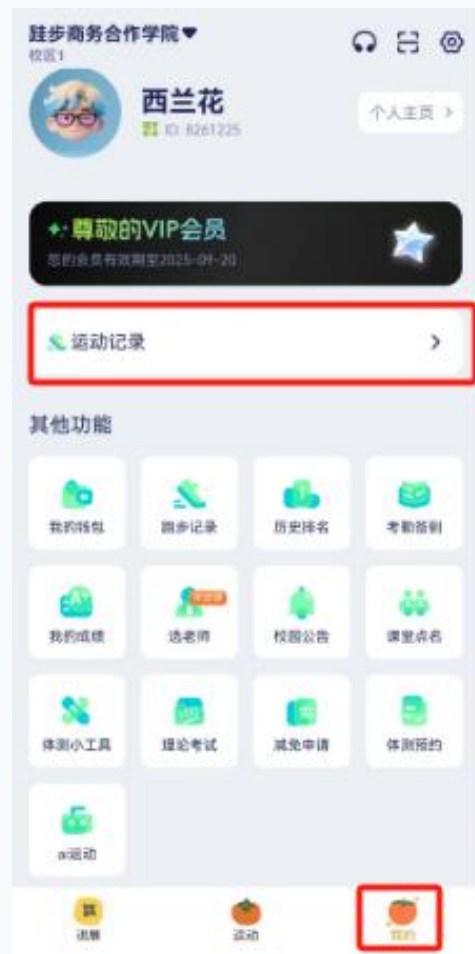 跬步商务合作学院
校区1
西兰花
ID: 8261225
个人主页
尊敬的VIP会员
您的会员有效期至2025-09-20
运动记录
其他功能
我的钱包 跑步记录 历史排名 考勤签到
我的成绩 选老师 校园公告 课堂点名
体测小工具 理论考试 减免申请 体测预约
ai运动
进展 运动 我的